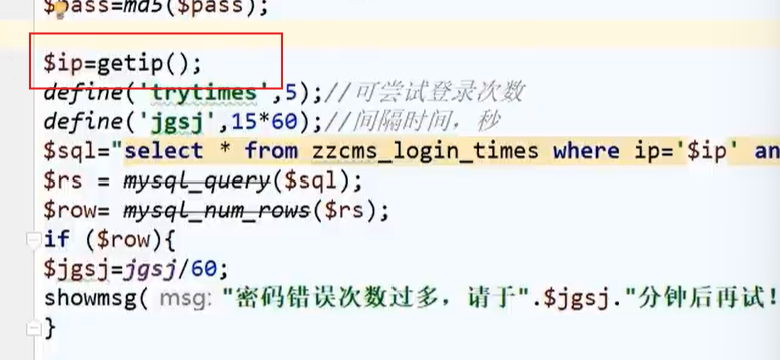 $pass=md5($pass);
$ip=getip();
define('trytimes',5);//可尝试登录次数
define('jgsj',15*60);//间隔时间，秒
$sql="select * from zzcms_login_times where ip='$ip' an
$rs = mysql_query($sql);
$row= mysql_num_rows($rs);
if ($row){
$jgsj=jgsj/60;
showmsg( msg: "密码错误次数过多，请于".$jgsj."分钟后再试!
}